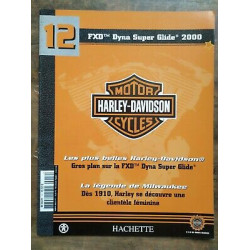 12
FXD™ Dyna Super Glide® 2000
MOTOR
HARLEY-DAVIDSON
CYCLES
Les plus belles Harley-Davidson®
Gros plan sur la FXD™ Dyna Super Glide®
La légende de Milwaukee
Dès 1910, Harley se découvre une
clientèle féminine
HACHETTE